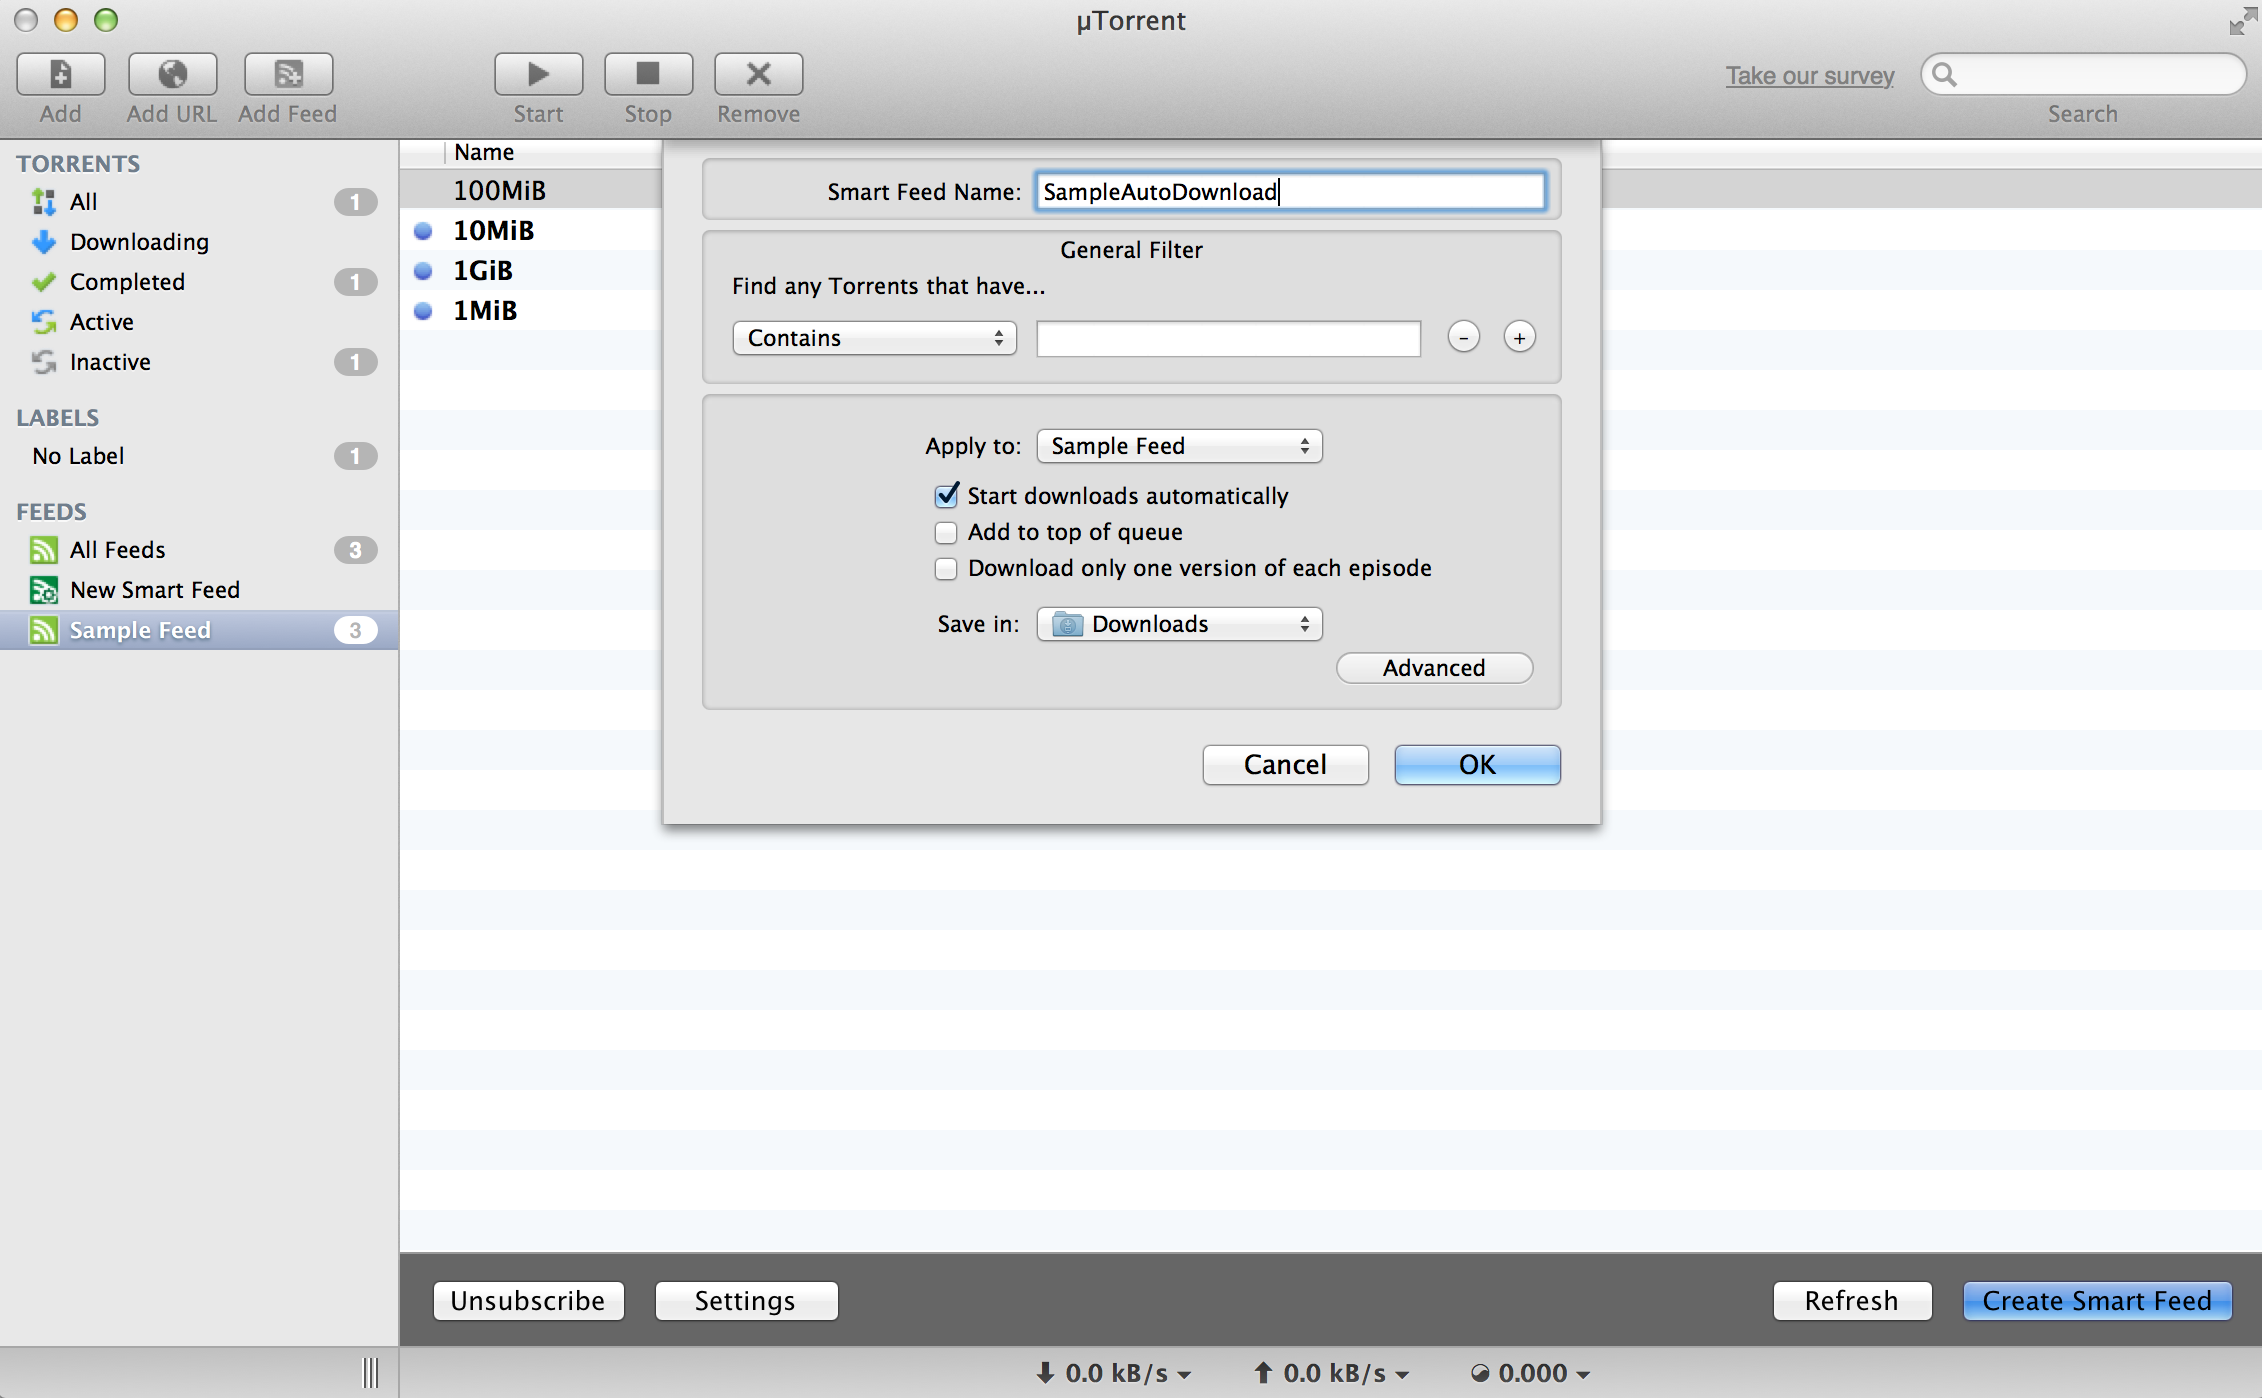 µTorrent
Add
Add URL
Add Feed
Start
Stop
Remove
Take our survey
Search
TORRENTS
All 1
Downloading
Completed 1
Active
Inactive 1
LABELS
No Label 1
FEEDS
All Feeds 3
New Smart Feed
Sample Feed 3
Name
100MiB
10MiB
1GiB
1MiB
Smart Feed Name: SampleAutoDownload
General Filter
Find any Torrents that have...
Contains - +
Apply to: Sample Feed
Start downloads automatically
Add to top of queue
Download only one version of each episode
Save in: Downloads
Advanced
Cancel OK
Unsubscribe Settings Refresh Create Smart Feed
0.0 kB/s 0.0 kB/s 0.000